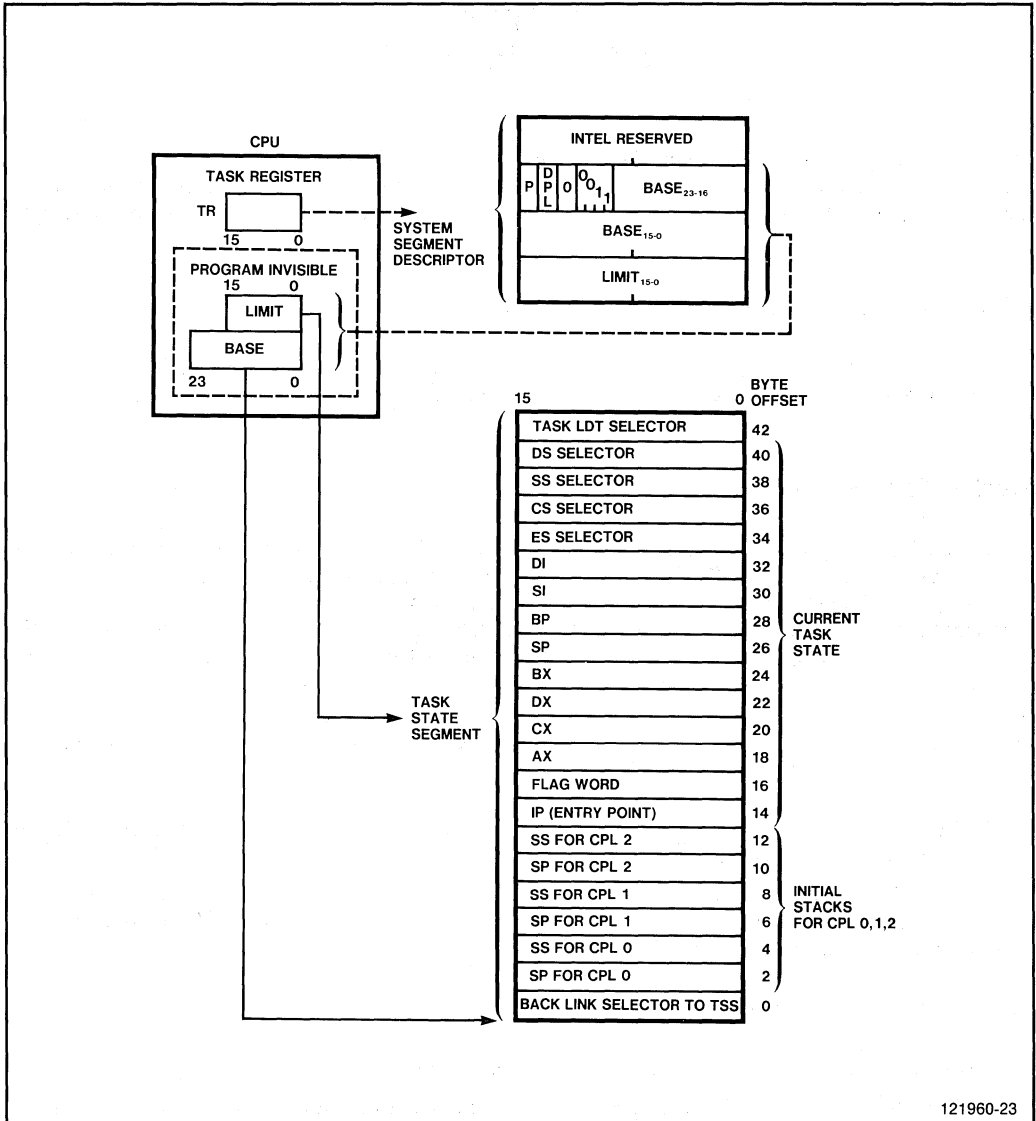 CPU
TASK REGISTER
TR
15 0
PROGRAM INVISIBLE
15 0
LIMIT
BASE
23 0
SYSTEM
SEGMENT
DESCRIPTOR
INTEL RESERVED
P DPL 0 0011 BASE23-16
BASE15-0
LIMIT15-0
TASK
STATE
SEGMENT
15 0 BYTE
OFFSET
TASK LDT SELECTOR 42
DS SELECTOR 40
SS SELECTOR 38
CS SELECTOR 36
ES SELECTOR 34
DI 32
SI 30
BP 28
SP 26
BX 24
DX 22
CX 20
AX 18
FLAG WORD 16
IP (ENTRY POINT) 14
CURRENT
TASK
STATE
SS FOR CPL 2 12
SP FOR CPL 2 10
SS FOR CPL 1 8
SP FOR CPL 1 6
SS FOR CPL 0 4
SP FOR CPL 0 2
INITIAL
STACKS
FOR CPL 0,1,2
BACK LINK SELECTOR TO TSS 0
121960-23